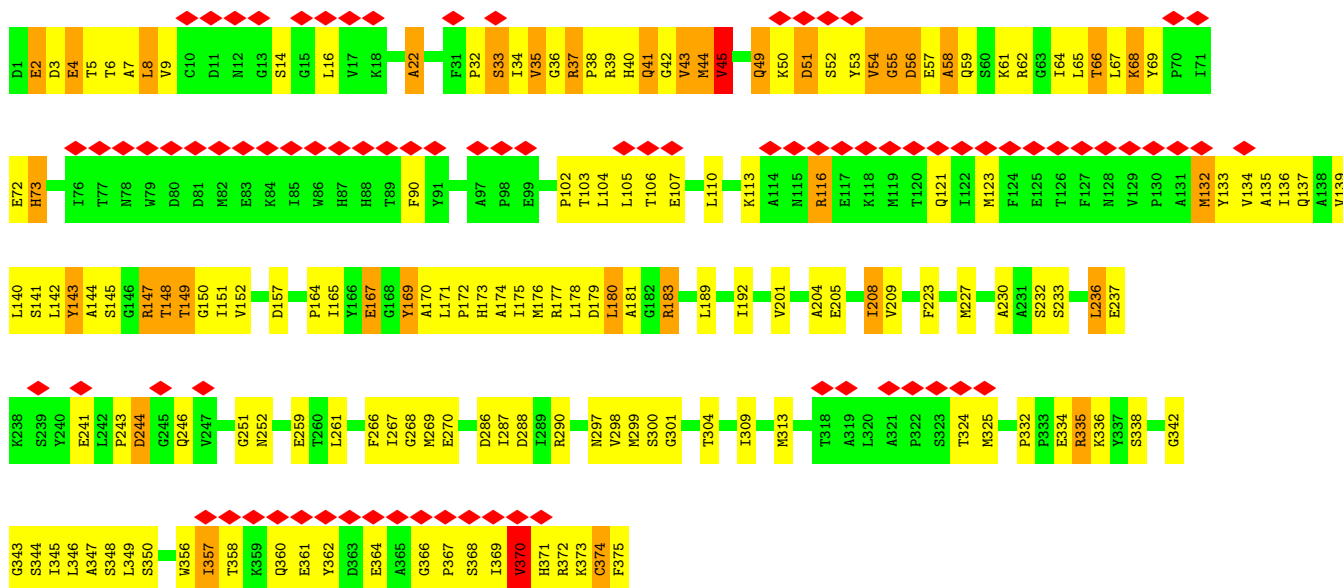 D1 E2 D3 E4 T5 T6 A7 L8 V9 C10 D11 N12 G13 S14 G15 L16 V17 K18 A22 F31 P32 S33 I34 V35 G36 R37 P38 R39 H40 Q41 G42 V43 M44 V45 Q49 K50 D51 S52 Y53 V54 G55 D56 E57 A58 Q59 S60 K61 R62 G63 I64 L65 T66 L67 K68 Y69 P70 I71
E72 H73 I76 T77 N78 W79 D80 D81 M82 E83 K84 I85 W86 H87 H88 T89 F90 Y91 A97 P98 E99 P102 T103 L104 L105 T106 E107 L110 K113 A114 N115 R116 E117 K118 M119 T120 Q121 I122 M123 F124 E125 T126 F127 N128 V129 P130 A131 M132 Y133 V134 A135 I136 Q137 A138 V139
L140 S141 L142 Y143 A144 S145 G146 R147 T148 T149 G150 I151 V152 D157 P164 I165 Y166 E167 G168 Y169 A170 L171 P172 H173 A174 I175 M176 R177 L178 D179 L180 A181 G182 R183 L189 I192 V201 A204 E205 I208 V209 F223 M227 A230 A231 S232 S233 L236 E237
K238 S239 Y240 E241 L242 P243 D244 G245 Q246 V247 G251 N252 E259 T260 L261 F266 I267 G268 M269 E270 D286 I287 D288 I289 R290 N297 V298 M299 S300 G301 T304 I309 M313 T318 A319 L320 A321 P322 S323 T324 M325 P332 P333 E334 R335 K336 Y337 S338 G342
G343 S344 I345 L346 A347 S348 L349 S350 W356 I357 T358 K359 Q360 E361 Y362 D363 E364 A365 G366 P367 S368 I369 V370 H371 R372 K373 C374 F375